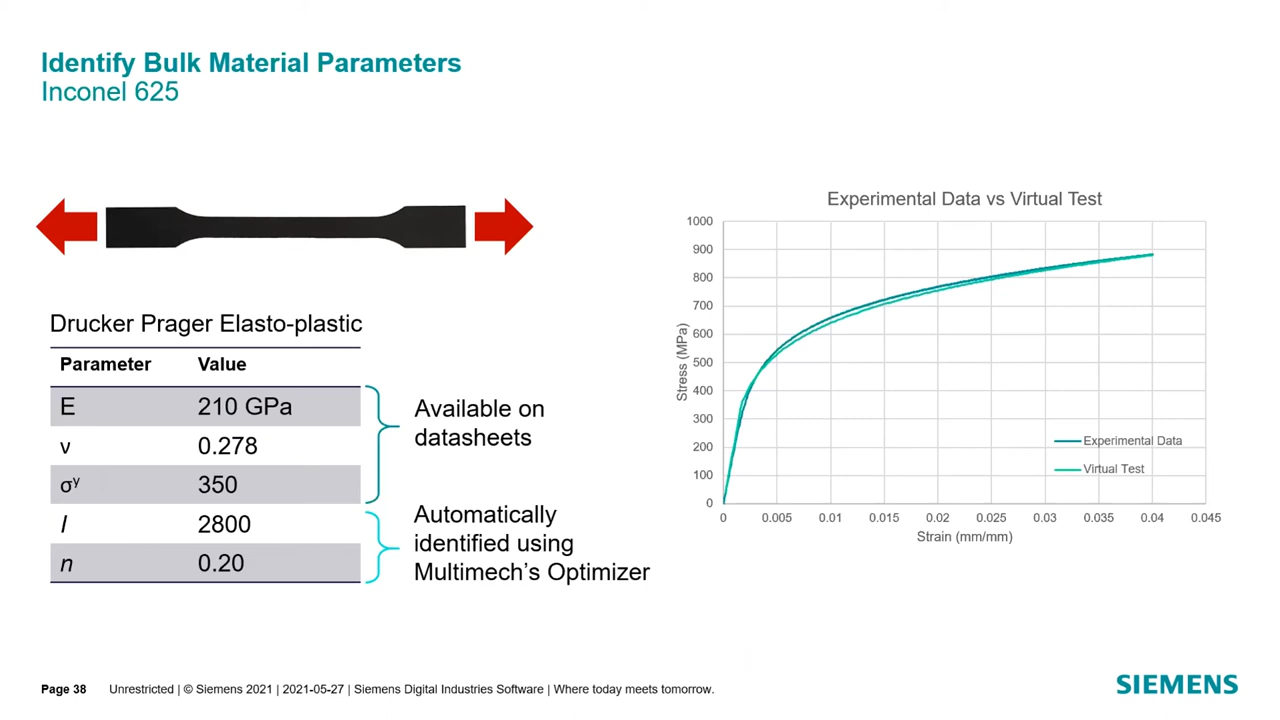 Identify Bulk Material Parameters
Inconel 625
Drucker Prager Elasto-plastic
Parameter Value
E 210 GPa
ν 0.278
σʸ 350
I 2800
n 0.20
Available on
datasheets
Automatically
identified using
Multimech’s Optimizer
Experimental Data vs Virtual Test
1000
900
800
700
600
500
400
300
200
100
0
Stress (MPa)
Experimental Data
Virtual Test
0 0.005 0.01 0.015 0.02 0.025 0.03 0.035 0.04 0.045
Strain (mm/mm)
Page 38 Unrestricted | © Siemens 2021 | 2021-05-27 | Siemens Digital Industries Software | Where today meets tomorrow.
SIEMENS